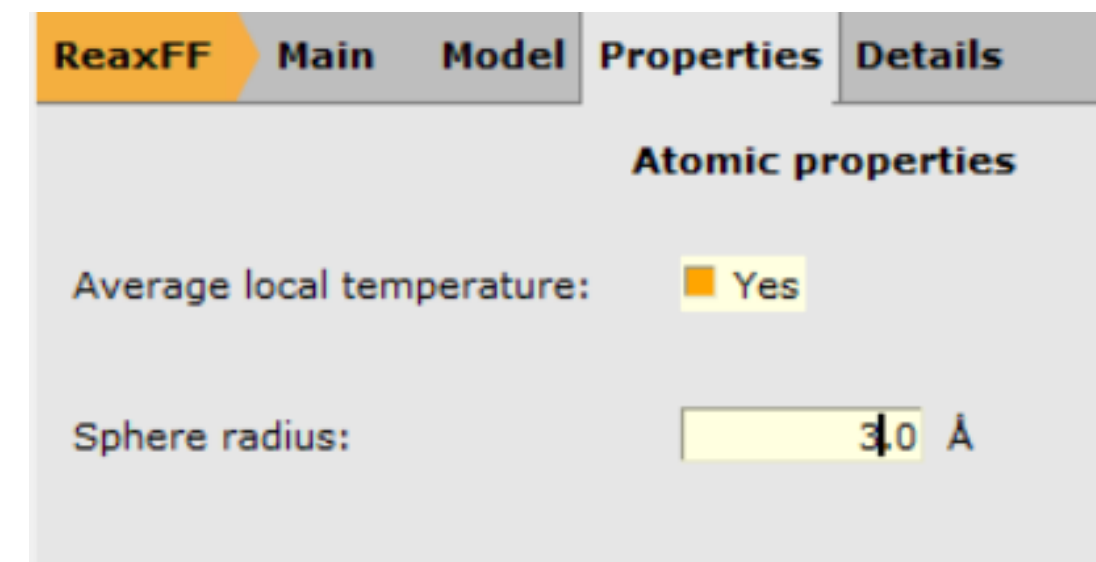 ReaxFF Main Model Properties Details
Atomic properties
Average local temperature: Yes
Sphere radius: 3.0 Å